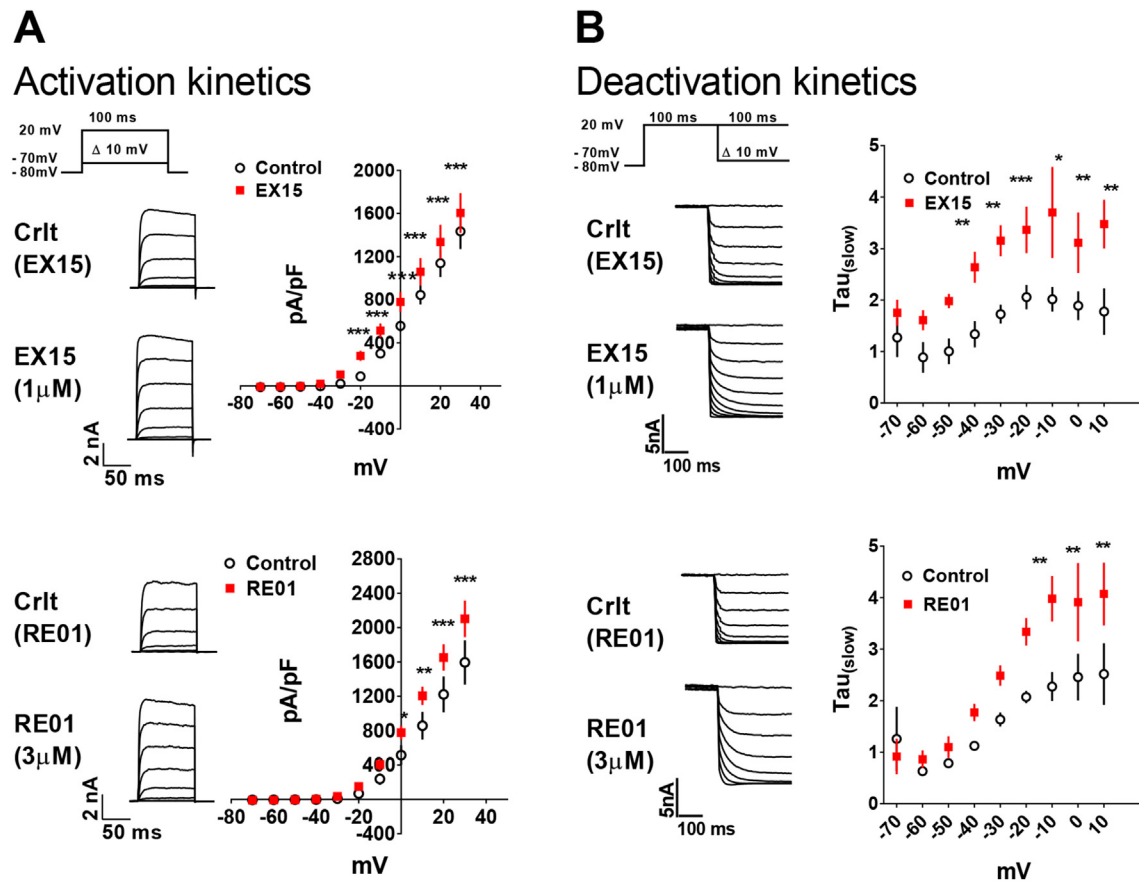 A
Activation kinetics
100 ms
20 mV
Δ 10 mV
- 70mV
- 80mV
Crlt
(EX15)
EX15
(1µM)
2 nA
50 ms
Control
EX15
2000
1600
1200
800
400
-400
pA/pF
-80 -60 -40 -20 20 40
mV
*** *** *** *** *** ***
Crlt
(RE01)
RE01
(3µM)
2 nA
50 ms
Control
RE01
2800
2400
2000
1600
1200
800
400
-400
pA/pF
-80 -60 -40 -20 20 40
mV
* ** *** ***
B
Deactivation kinetics
100 ms 100 ms
20 mV
Δ 10 mV
- 70mV
- 80mV
Crlt
(EX15)
EX15
(1µM)
5nA
100 ms
Control
EX15
5
4
3
2
1
0
Tau(slow)
-70 -60 -50 -40 -30 -20 -10 0 10
mV
** ** *** * ** **
Crlt
(RE01)
RE01
(3µM)
5nA
100 ms
Control
RE01
5
4
3
2
1
0
Tau(slow)
-70 -60 -50 -40 -30 -20 -10 0 10
mV
** ** **